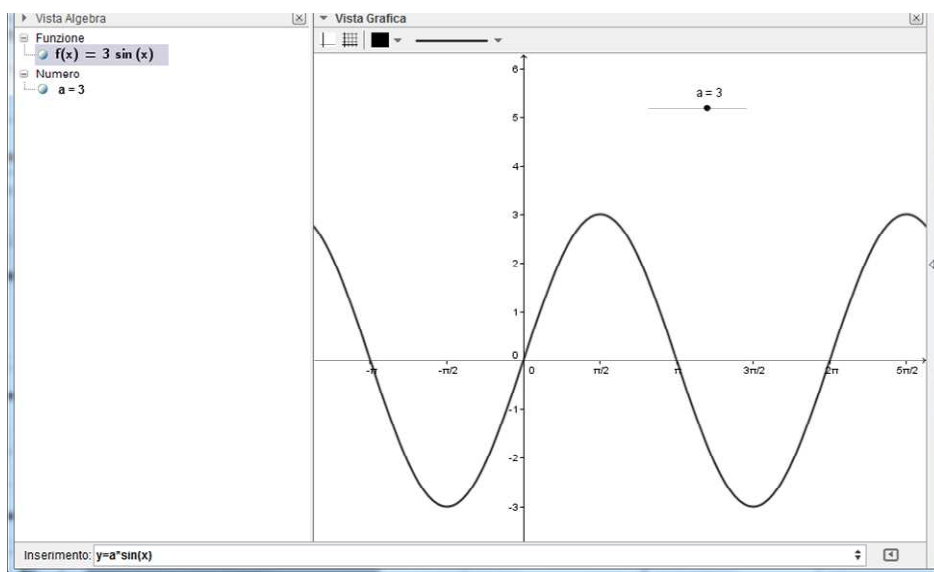 Vista Algebra
Funzione
f(x) = 3 sin (x)
Numero
a = 3
Vista Grafica
a = 3
6
5
4
3
2
1
0
-1
-2
-3
-π
-π/2
0
π/2
π
3π/2
2π
5π/2
Inserimento: y=a*sin(x)